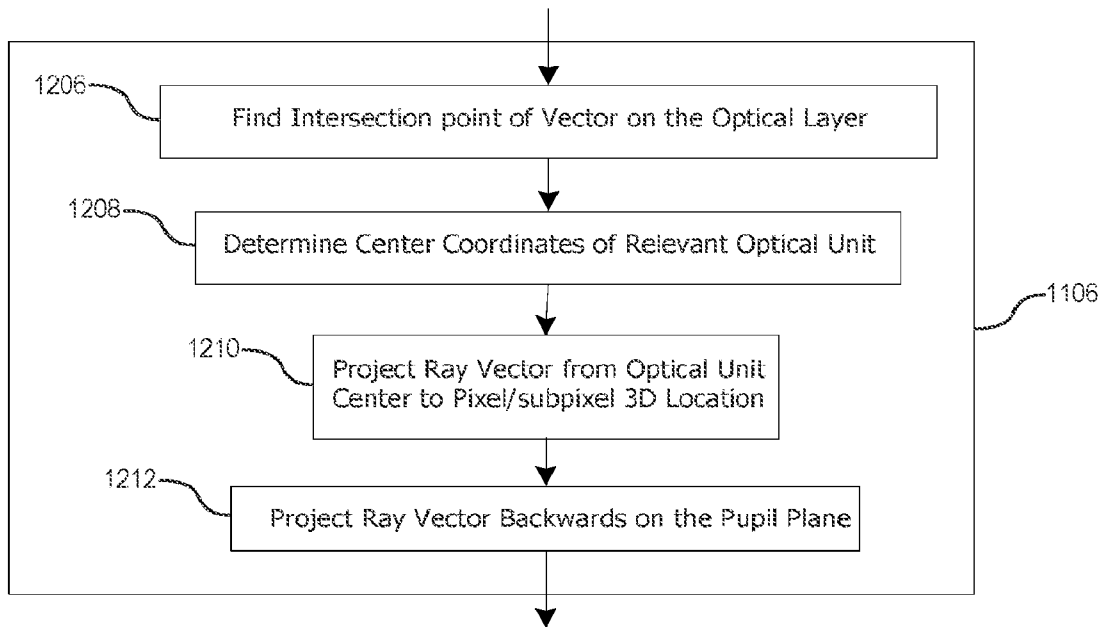 1206
Find Intersection point of Vector on the Optical Layer
1208
Determine Center Coordinates of Relevant Optical Unit
1106
1210
Project Ray Vector from Optical Unit
Center to Pixel/subpixel 3D Location
1212
Project Ray Vector Backwards on the Pupil Plane